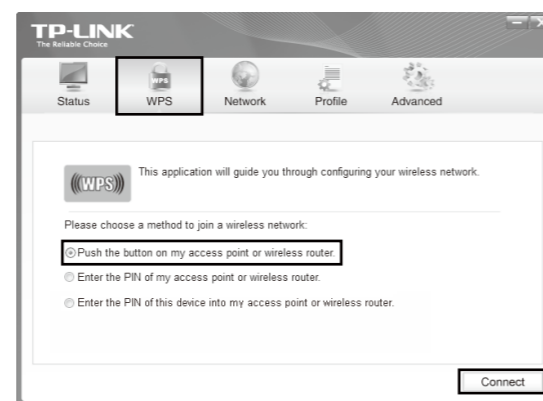 TP-LINK
The Reliable Choice
Status WPS Network Profile Advanced
WPS
(((WPS)))
This application will guide you through configuring your wireless network.
Please choose a method to join a wireless network:
Push the button on my access point or wireless router.
Enter the PIN of my access point or wireless router.
Enter the PIN of this device into my access point or wireless router.
Connect